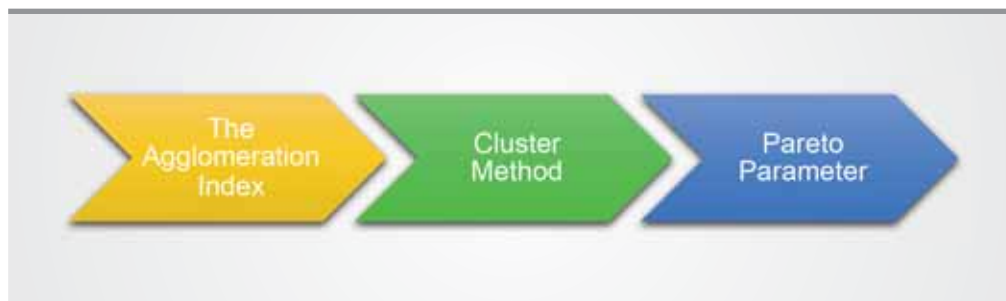 The
Agglomeration
Index
Cluster
Method
Pareto
Parameter